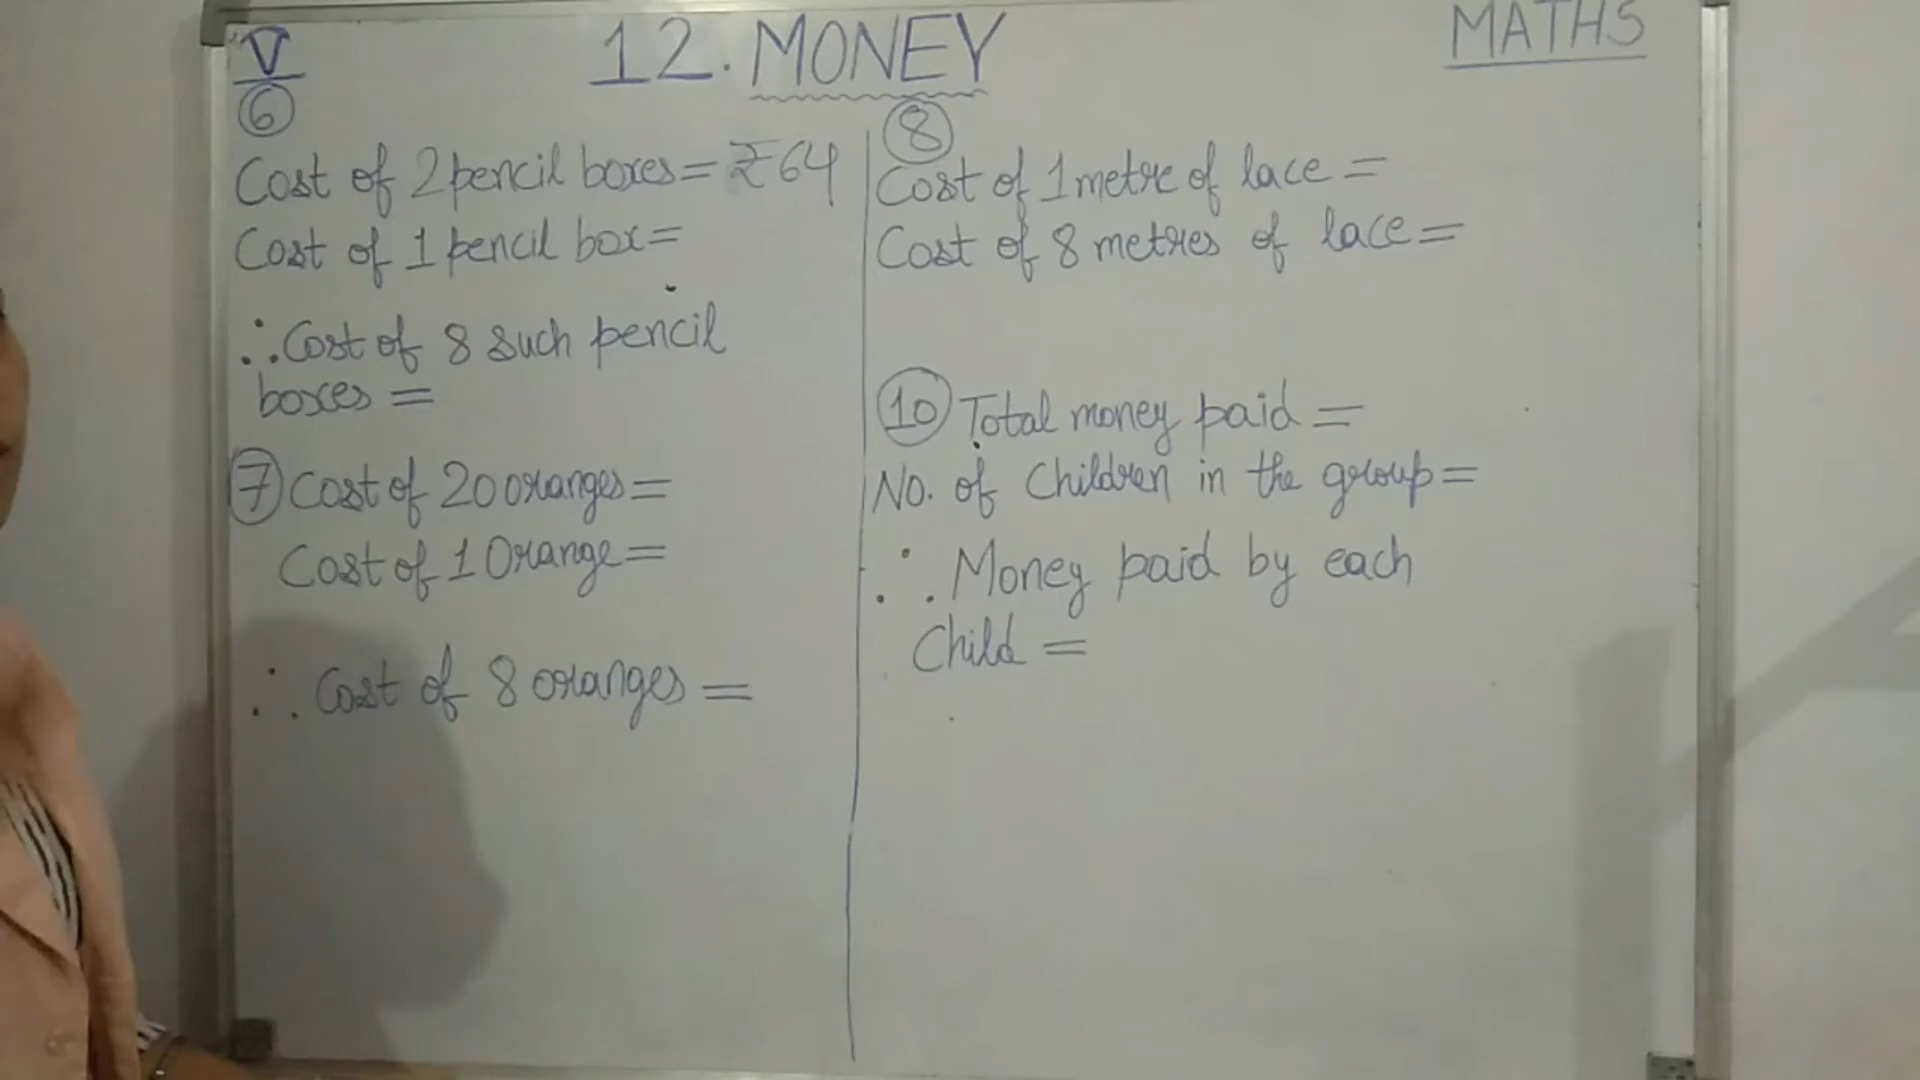 V
12. MONEY
MATHS
6
Cost of 2 pencil boxes = ₹ 64
Cost of 1 pencil box =
∴ Cost of 8 such pencil
boxes =
7 Cost of 20 oranges =
Cost of 1 Orange =
∴ Cost of 8 oranges =
8
Cost of 1 metre of lace =
Cost of 8 metres of lace =
10 Total money paid =
No. of Children in the group =
∴ Money paid by each
Child =